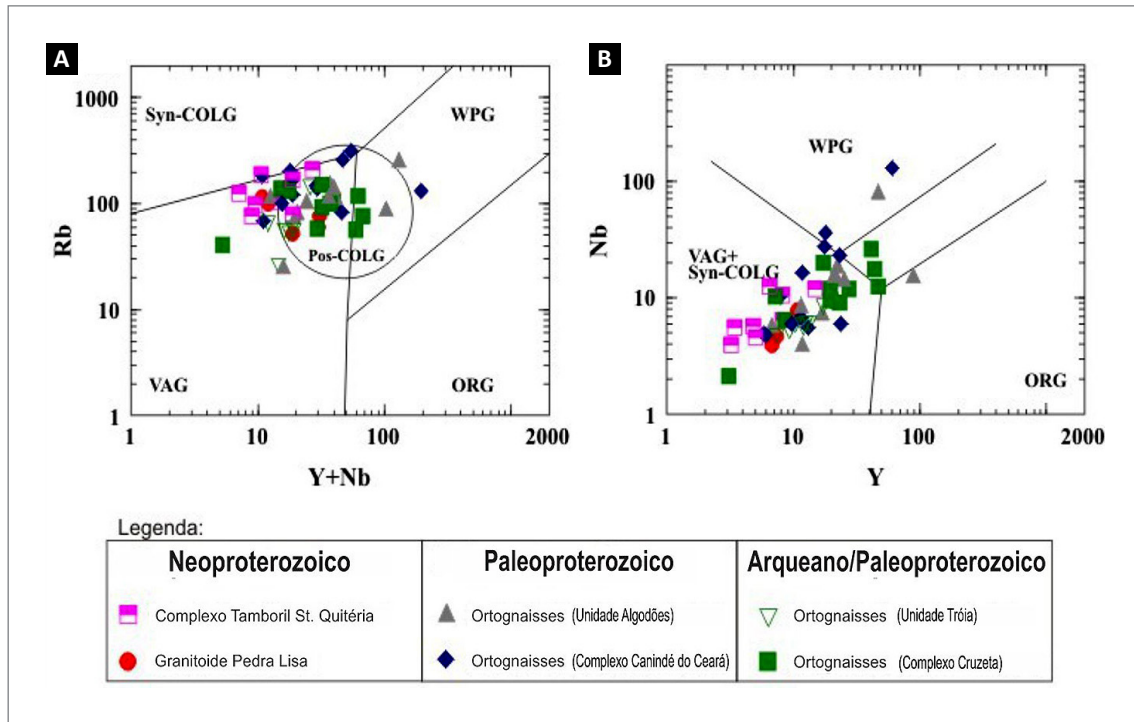 A
Rb
1000
100
10
1
Syn-COLG
WPG
Pos-COLG
VAG
ORG
1
10
100
2000
Y+Nb
B
Nb
100
10
1
WPG
VAG+
Syn-COLG
ORG
1
10
100
2000
Y
Legenda:
Neoproterozoico
Complexo Tamboril St. Quitéria
Granitoide Pedra Lisa
Paleoproterozoico
Ortognaisses (Unidade Algodões)
Ortognaisses (Complexo Canindé do Ceará)
Arqueano/Paleoproterozoico
Ortognaisses (Unidade Tróia)
Ortognaisses (Complexo Cruzeta)